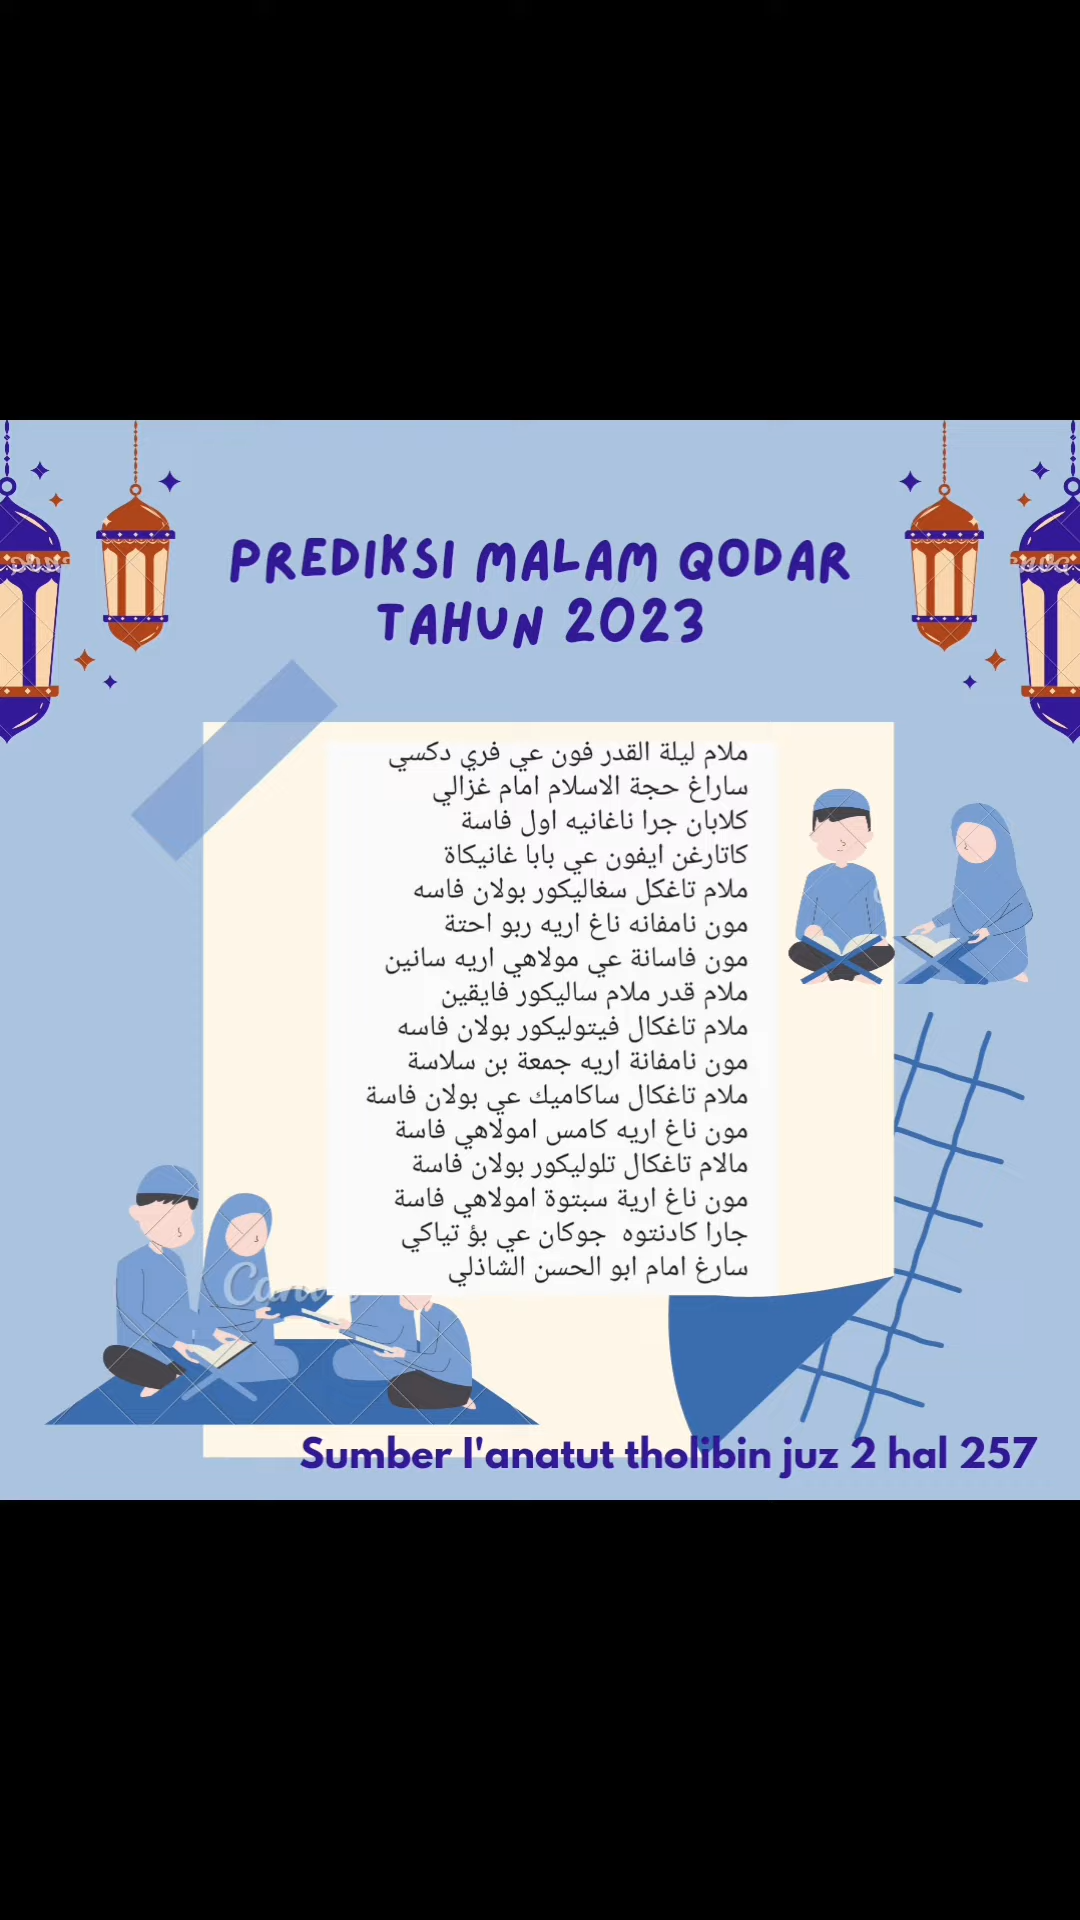 PREDIKSI MALAM QODAR
TAHUN 2023
ملام ليلة القدر فون عي فري دكسي
ساراغ حجة الاسلام امام غزالي
كلابان جرا ناغانيه اول فاسة
كاتارغن ايفون عي بابا غانيكاة
ملام تاغكل سغاليكور بولان فاسه
مون نامفانه ناغ اريه ربو احتة
مون فاسانة عي مولاهي اريه سانين
ملام قدر ملام ساليكور فايقين
ملام تاغكال فيتوليكور بولان فاسه
مون نامفانة اريه جمعة بن سلاسة
ملام تاغكال ساكاميك عي بولان فاسة
مون ناغ اريه كامس امولاهي فاسة
مالام تاغكال تلوليكور بولان فاسة
مون ناغ ارية سبتوة امولاهي فاسة
جارا كادنتوه جوكان عي بؤ تياكي
سارغ امام ابو الحسن الشاذلي
Sumber I'anatut tholibin juz 2 hal 257